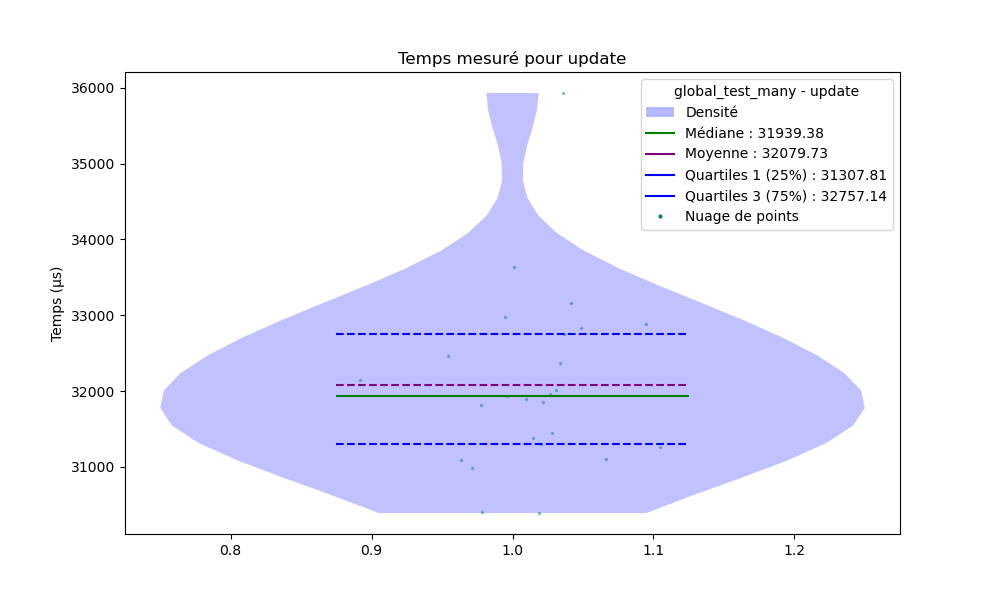 Temps mesuré pour update
36000
35000
34000
33000
32000
31000
Temps (µs)
global_test_many - update
Densité
Médiane : 31939.38
Moyenne : 32079.73
Quartiles 1 (25%) : 31307.81
Quartiles 3 (75%) : 32757.14
Nuage de points
0.8 0.9 1.0 1.1 1.2